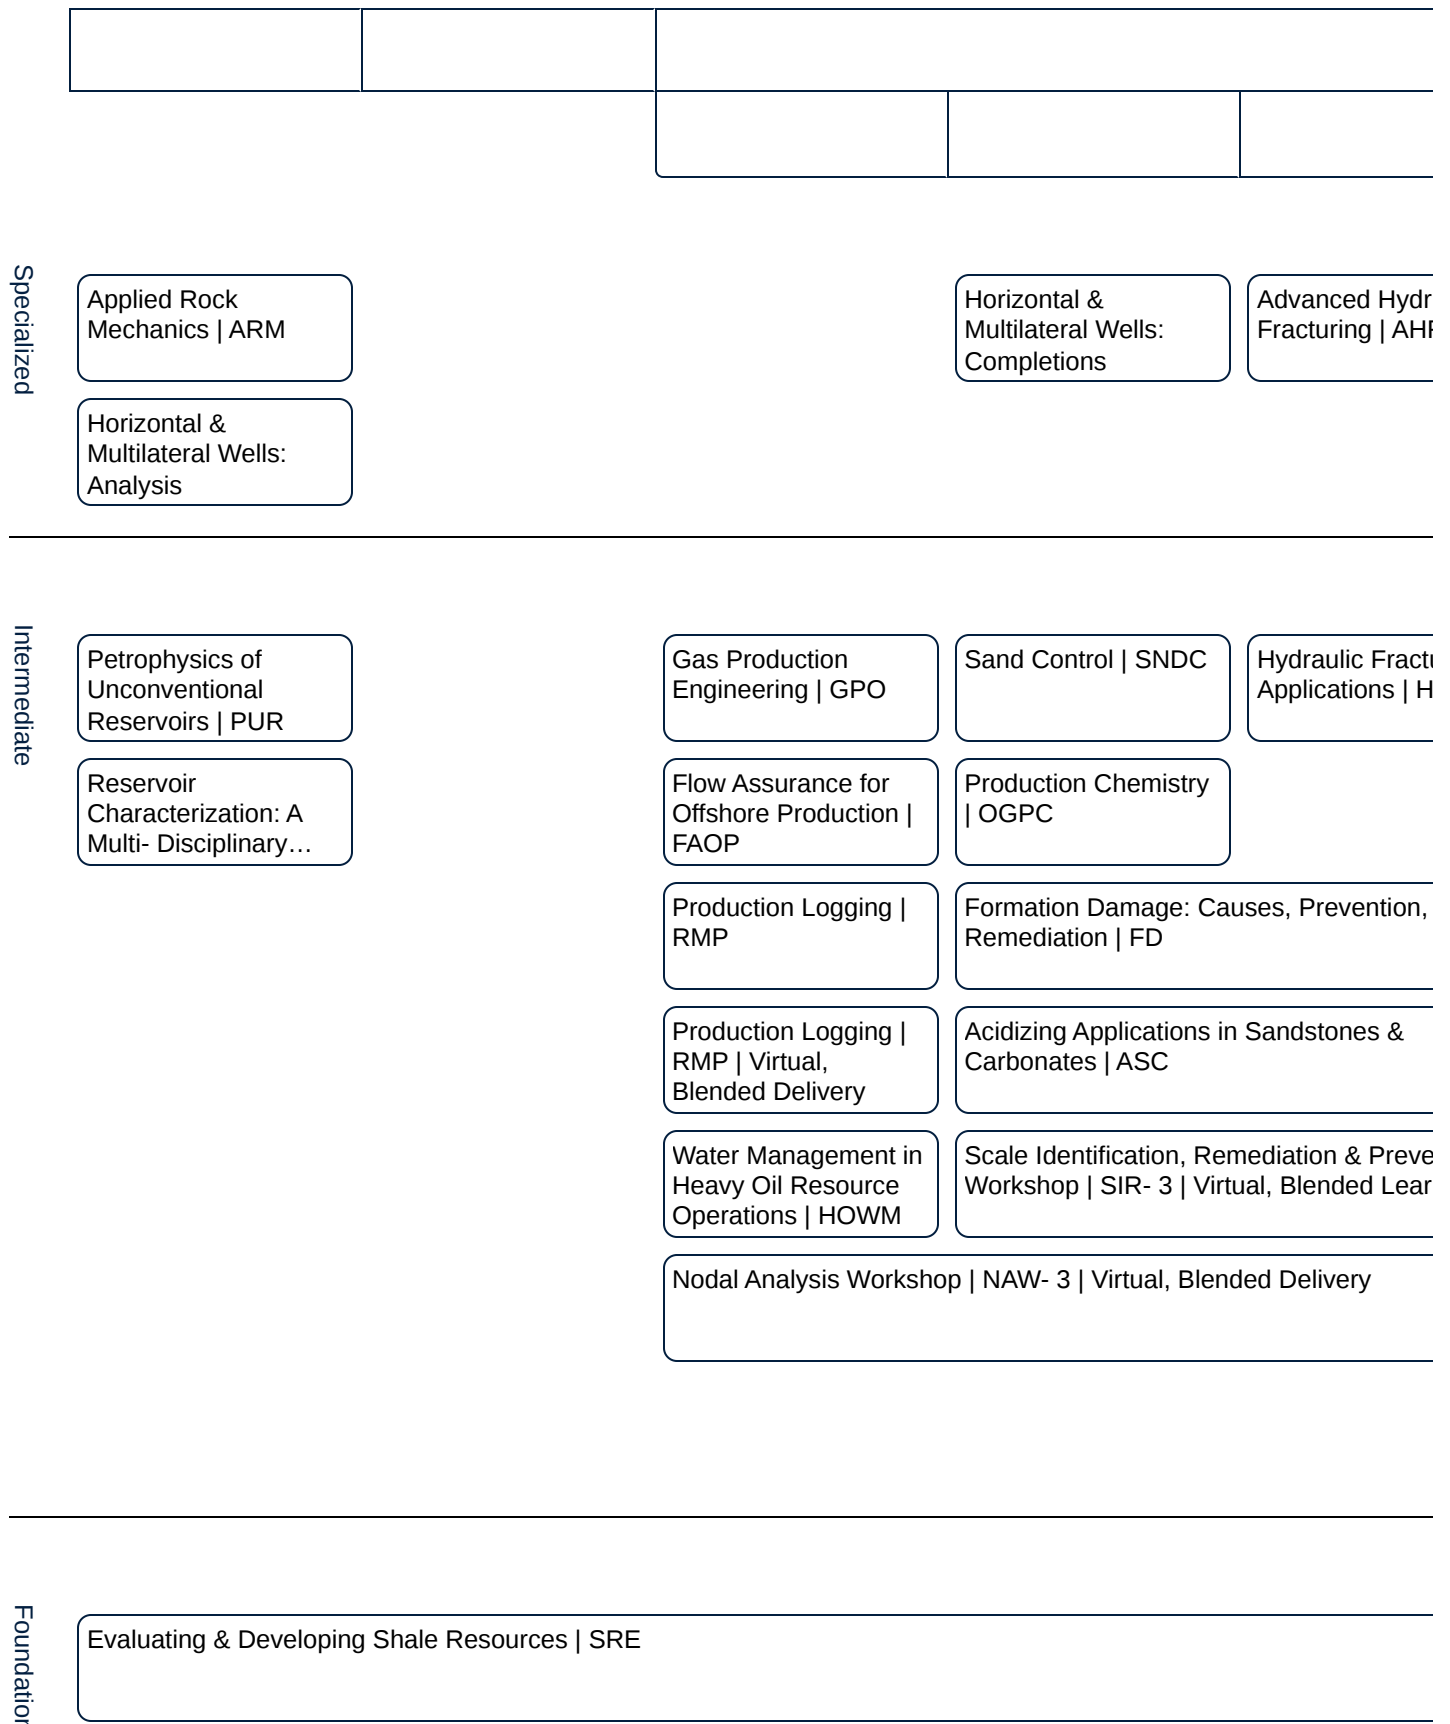 Specialized
Applied Rock
Mechanics | ARM
Horizontal &
Multilateral Wells:
Completions
Advanced Hydr
Fracturing | AH
Horizontal &
Multilateral Wells:
Analysis
Intermediate
Petrophysics of
Unconventional
Reservoirs | PUR
Gas Production
Engineering | GPO
Sand Control | SNDC
Hydraulic Fractu
Applications | H
Reservoir
Characterization: A
Multi- Disciplinary…
Flow Assurance for
Offshore Production |
FAOP
Production Chemistry
| OGPC
Production Logging |
RMP
Formation Damage: Causes, Prevention,
Remediation | FD
Production Logging |
RMP | Virtual,
Blended Delivery
Acidizing Applications in Sandstones &
Carbonates | ASC
Water Management in
Heavy Oil Resource
Operations | HOWM
Scale Identification, Remediation & Preve
Workshop | SIR- 3 | Virtual, Blended Lear
Nodal Analysis Workshop | NAW- 3 | Virtual, Blended Delivery
Foundation
Evaluating & Developing Shale Resources | SRE